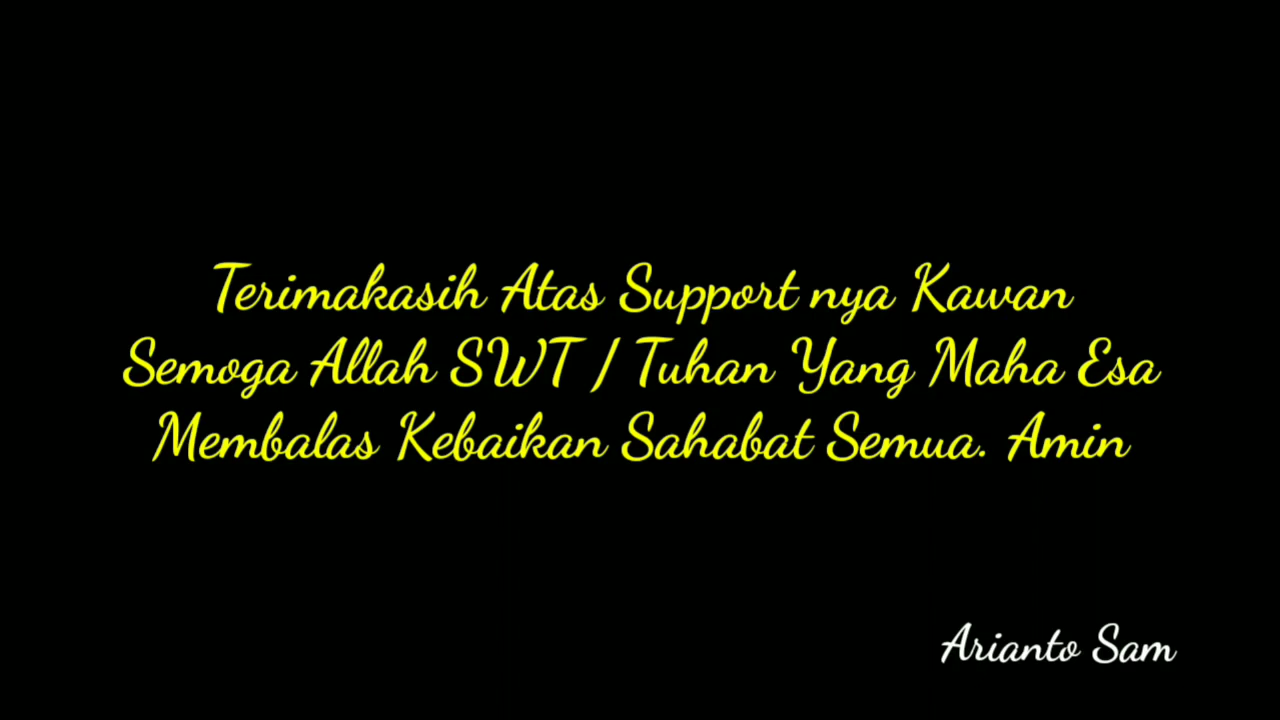 Terimakasih Atas Support nya Kawan
Semoga Allah SWT / Tuhan Yang Maha Esa
Membalas Kebaikan Sahabat Semua. Amin
Arianto Sam